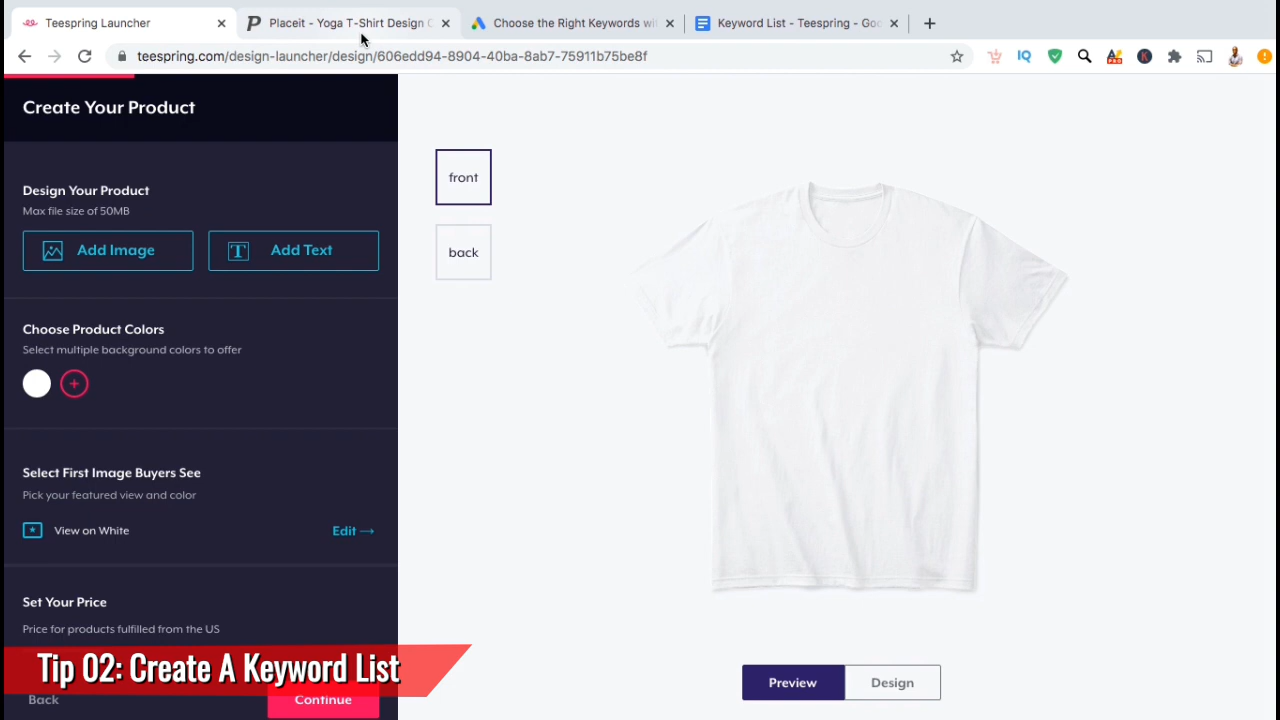 Teespring Launcher
Placeit - Yoga T-Shirt Design
Choose the Right Keywords wi
Keyword List - Teespring - Goo
teespring.com/design-launcher/design/606edd94-8904-40ba-8ab7-75911b75be8f
IQ
PRO
K
Create Your Product
Design Your Product
Max file size of 50MB
Add Image
T Add Text
Choose Product Colors
Select multiple background colors to offer
Select First Image Buyers See
Pick your featured view and color
View on White
Edit →
Set Your Price
Price for products fulfilled from the US
Tip 02: Create A Keyword List
Back
Continue
front
back
Preview
Design